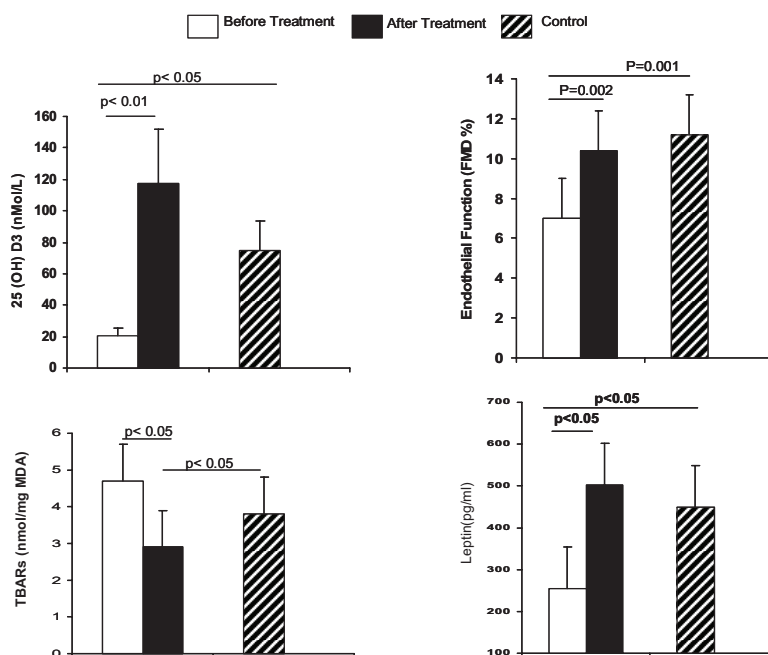 Before Treatment After Treatment Control
p< 0.05
p< 0.01
160
140
120
100
80
60
40
20
0
25 (OH) D3 (nMol/L)
P=0.001
P=0.002
14
12
10
8
6
4
2
0
Endothelial Function (FMD %)
p< 0.05
p< 0.05
6
5
4
3
2
1
0
TBARs (nmol/mg MDA)
p<0.05
p<0.05
700
600
500
400
300
200
100
Leptin(pg/ml)